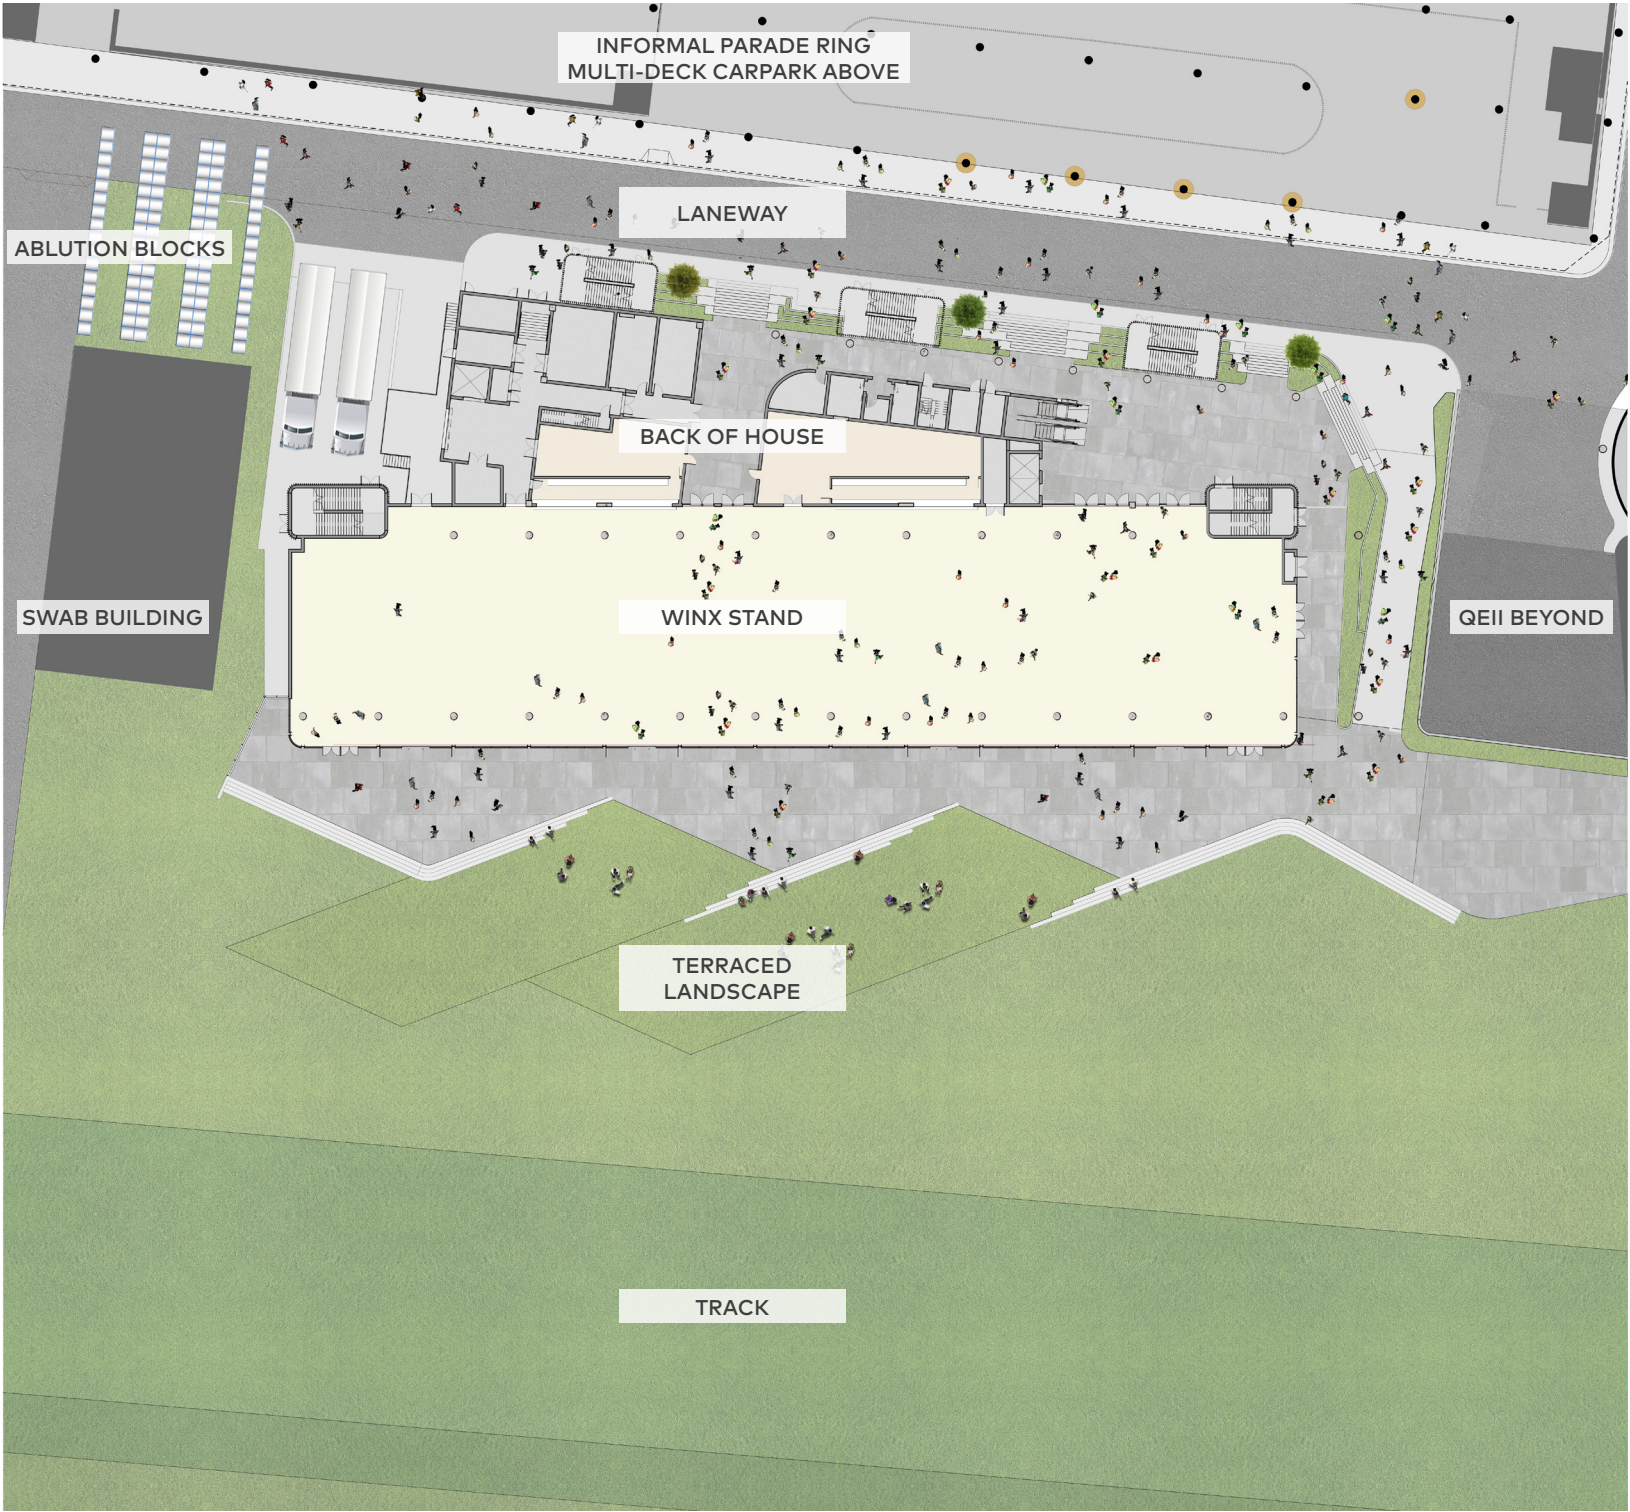 INFORMAL PARADE RING
MULTI-DECK CARPARK ABOVE
LANEWAY
ABLUTION BLOCKS
BACK OF HOUSE
SWAB BUILDING
WINX STAND
QEII BEYOND
TERRACED
LANDSCAPE
TRACK